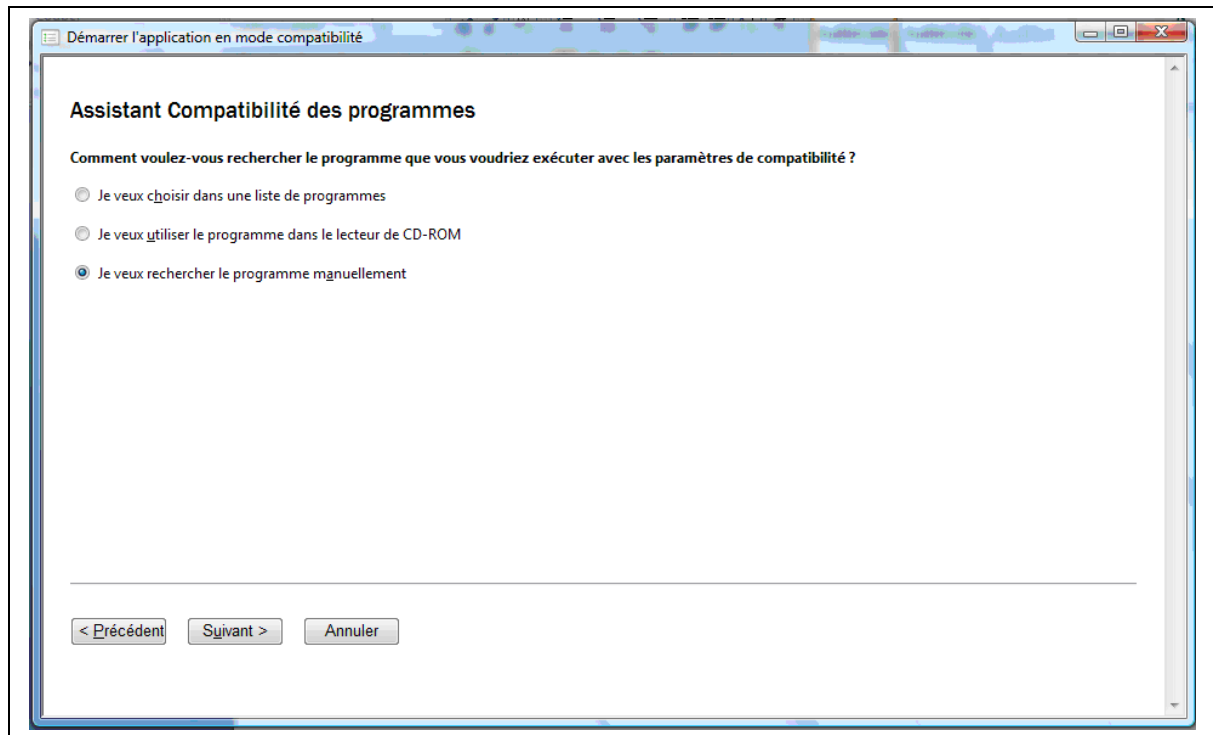 Démarrer l'application en mode compatibilité
Assistant Compatibilité des programmes
Comment voulez-vous rechercher le programme que vous voudriez exécuter avec les paramètres de compatibilité ?
Je veux choisir dans une liste de programmes
Je veux utiliser le programme dans le lecteur de CD-ROM
Je veux rechercher le programme manuellement
< Précédent
Suivant >
Annuler